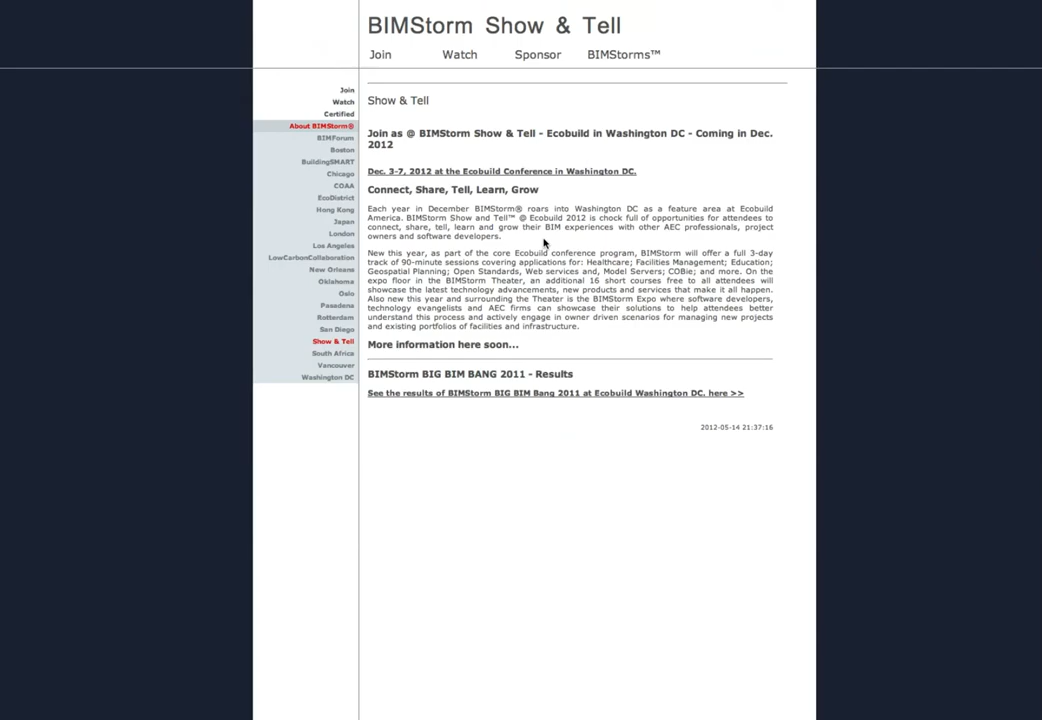 BIMStorm Show & Tell
Join Watch Sponsor BIMStorms™
Join
Watch
Certified
About BIMStorm®
BIMForum
Boston
BuildingSMART
Chicago
COAA
EcoDistrict
Hong Kong
Japan
London
Los Angeles
LowCarbonCollaboration
New Orleans
Oklahoma
Oslo
Pasadena
Rotterdam
San Diego
Show & Tell
South Africa
Vancouver
Washington DC
Show & Tell
Join as @ BIMStorm Show & Tell - Ecobuild in Washington DC - Coming in Dec.
2012
Dec. 3-7, 2012 at the Ecobuild Conference in Washington DC.
Connect, Share, Tell, Learn, Grow
Each year in December BIMStorm® roars into Washington DC as a feature area at Ecobuild
America. BIMStorm Show and Tell™ @ Ecobuild 2012 is chock full of opportunities for attendees to
connect, share, tell, learn and grow their BIM experiences with other AEC professionals, project
owners and software developers.
New this year, as part of the core Ecobuild conference program, BIMStorm will offer a full 3-day
track of 90-minute sessions covering applications for: Healthcare; Facilities Management; Education;
Geospatial Planning; Open Standards, Web services and, Model Servers; COBie; and more. On the
expo floor in the BIMStorm Theater, an additional 16 short courses free to all attendees will
showcase the latest technology advancements, new products and services that make it all happen.
Also new this year and surrounding the Theater is the BIMStorm Expo where software developers,
technology evangelists and AEC firms can showcase their solutions to help attendees better
understand this process and actively engage in owner driven scenarios for managing new projects
and existing portfolios of facilities and infrastructure.
More information here soon...
BIMStorm BIG BIM BANG 2011 - Results
See the results of BIMStorm BIG BIM Bang 2011 at Ecobuild Washington DC. here >>
2012-05-14 21:37:16